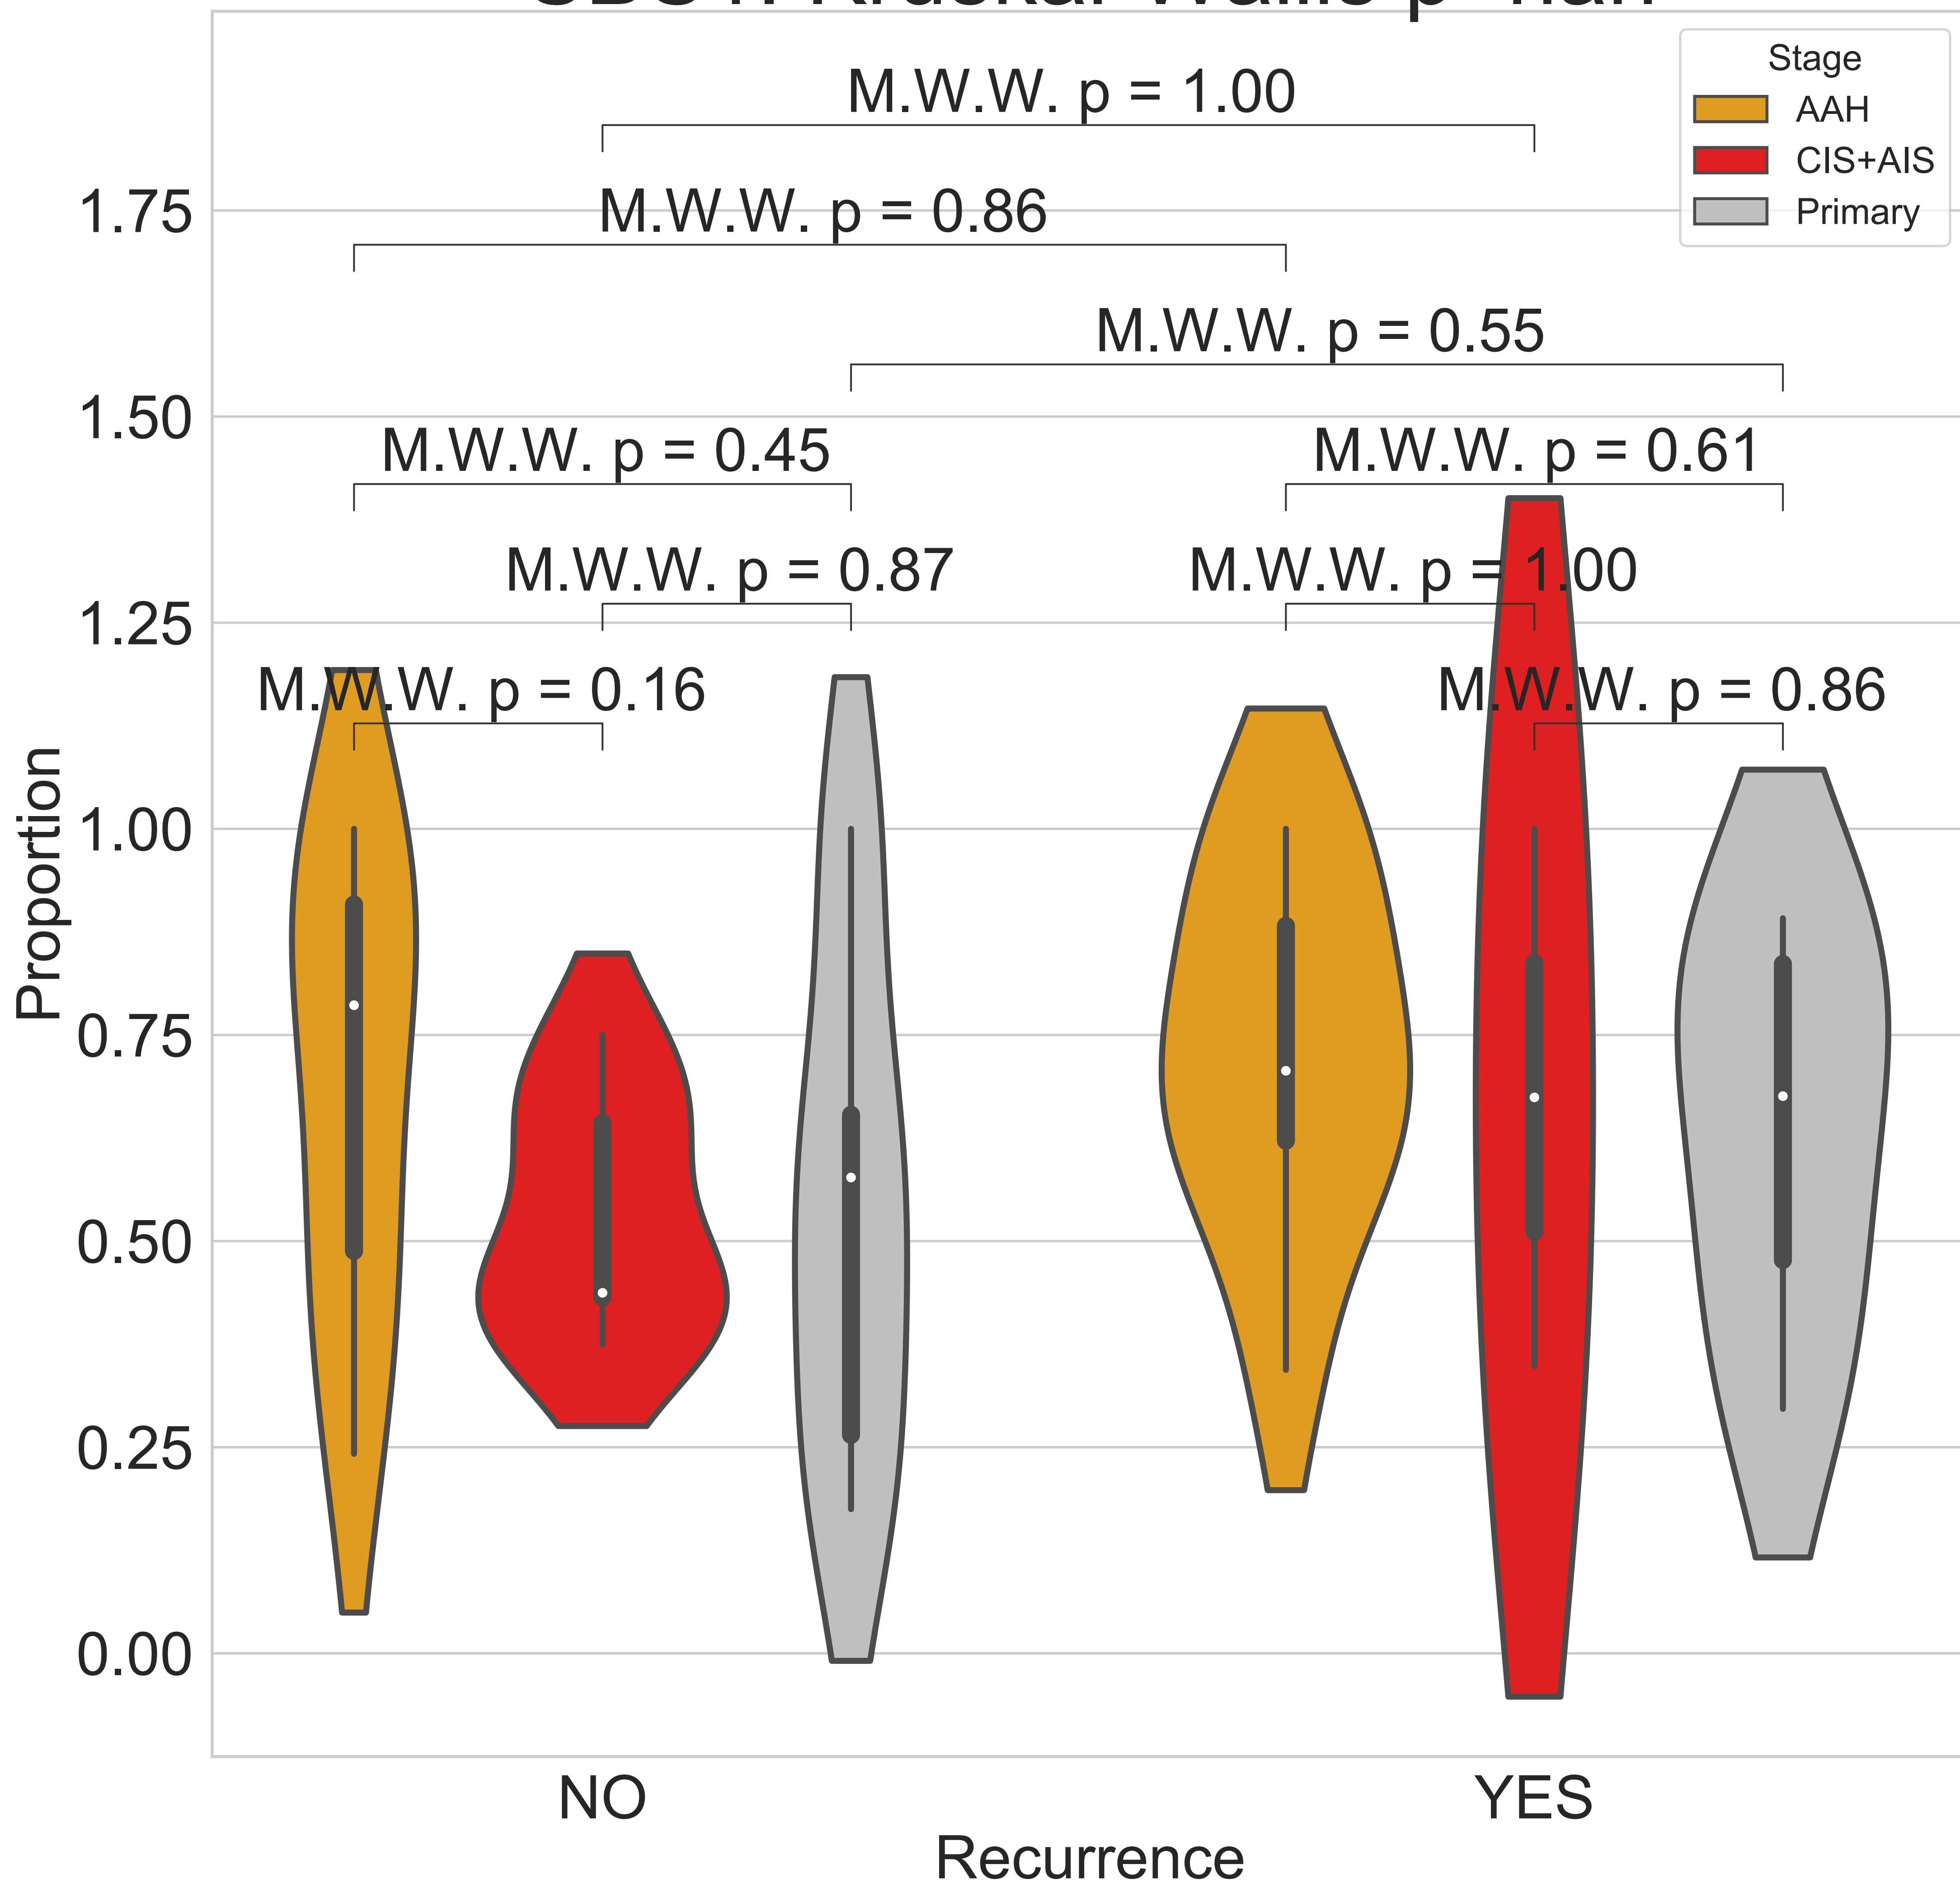 Stage
AAH
CIS+AIS
Primary
M.W.W. p = 1.00
M.W.W. p = 0.86
M.W.W. p = 0.55
M.W.W. p = 0.45
M.W.W. p = 0.61
M.W.W. p = 0.87
M.W.W. p = 1.00
M.W.W. p = 0.16
M.W.W. p = 0.86
1.75
1.50
1.25
1.00
0.75
0.50
0.25
0.00
Proportion
NO
YES
Recurrence